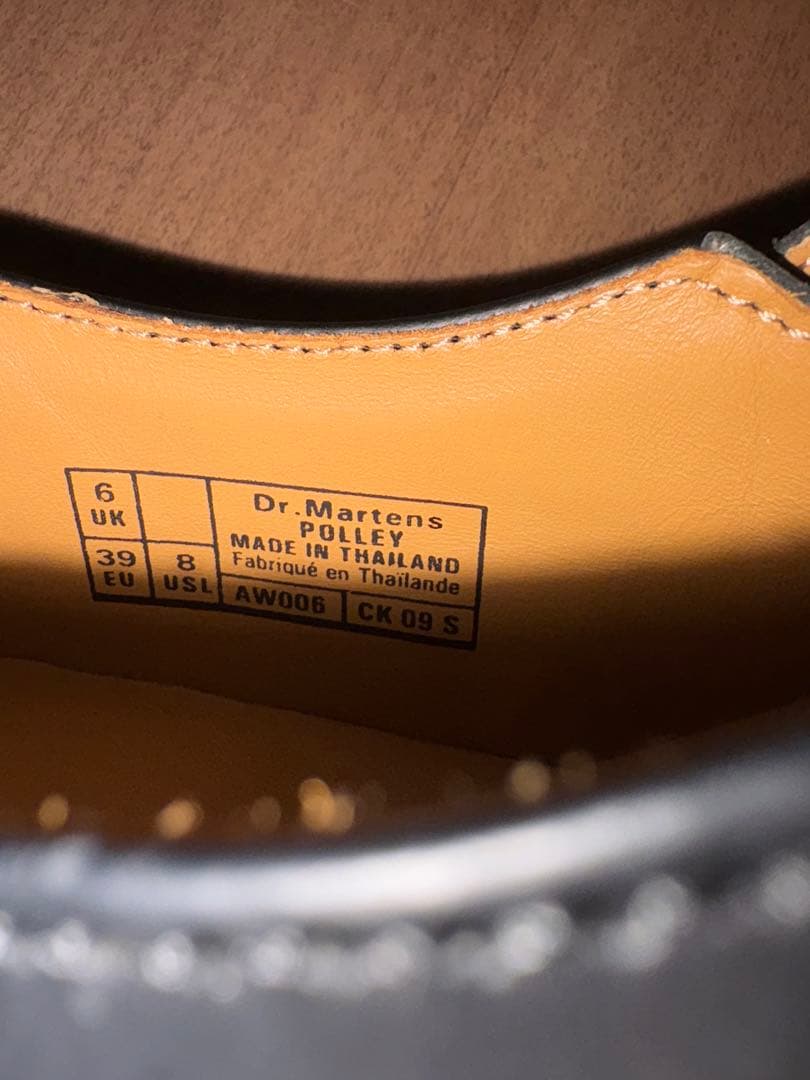 6
UK
39
EU
8
USL
Dr.Martens
POLLEY
MADE IN THAILAND
Fabriqué en Thaïlande
AW006
CK 09 S